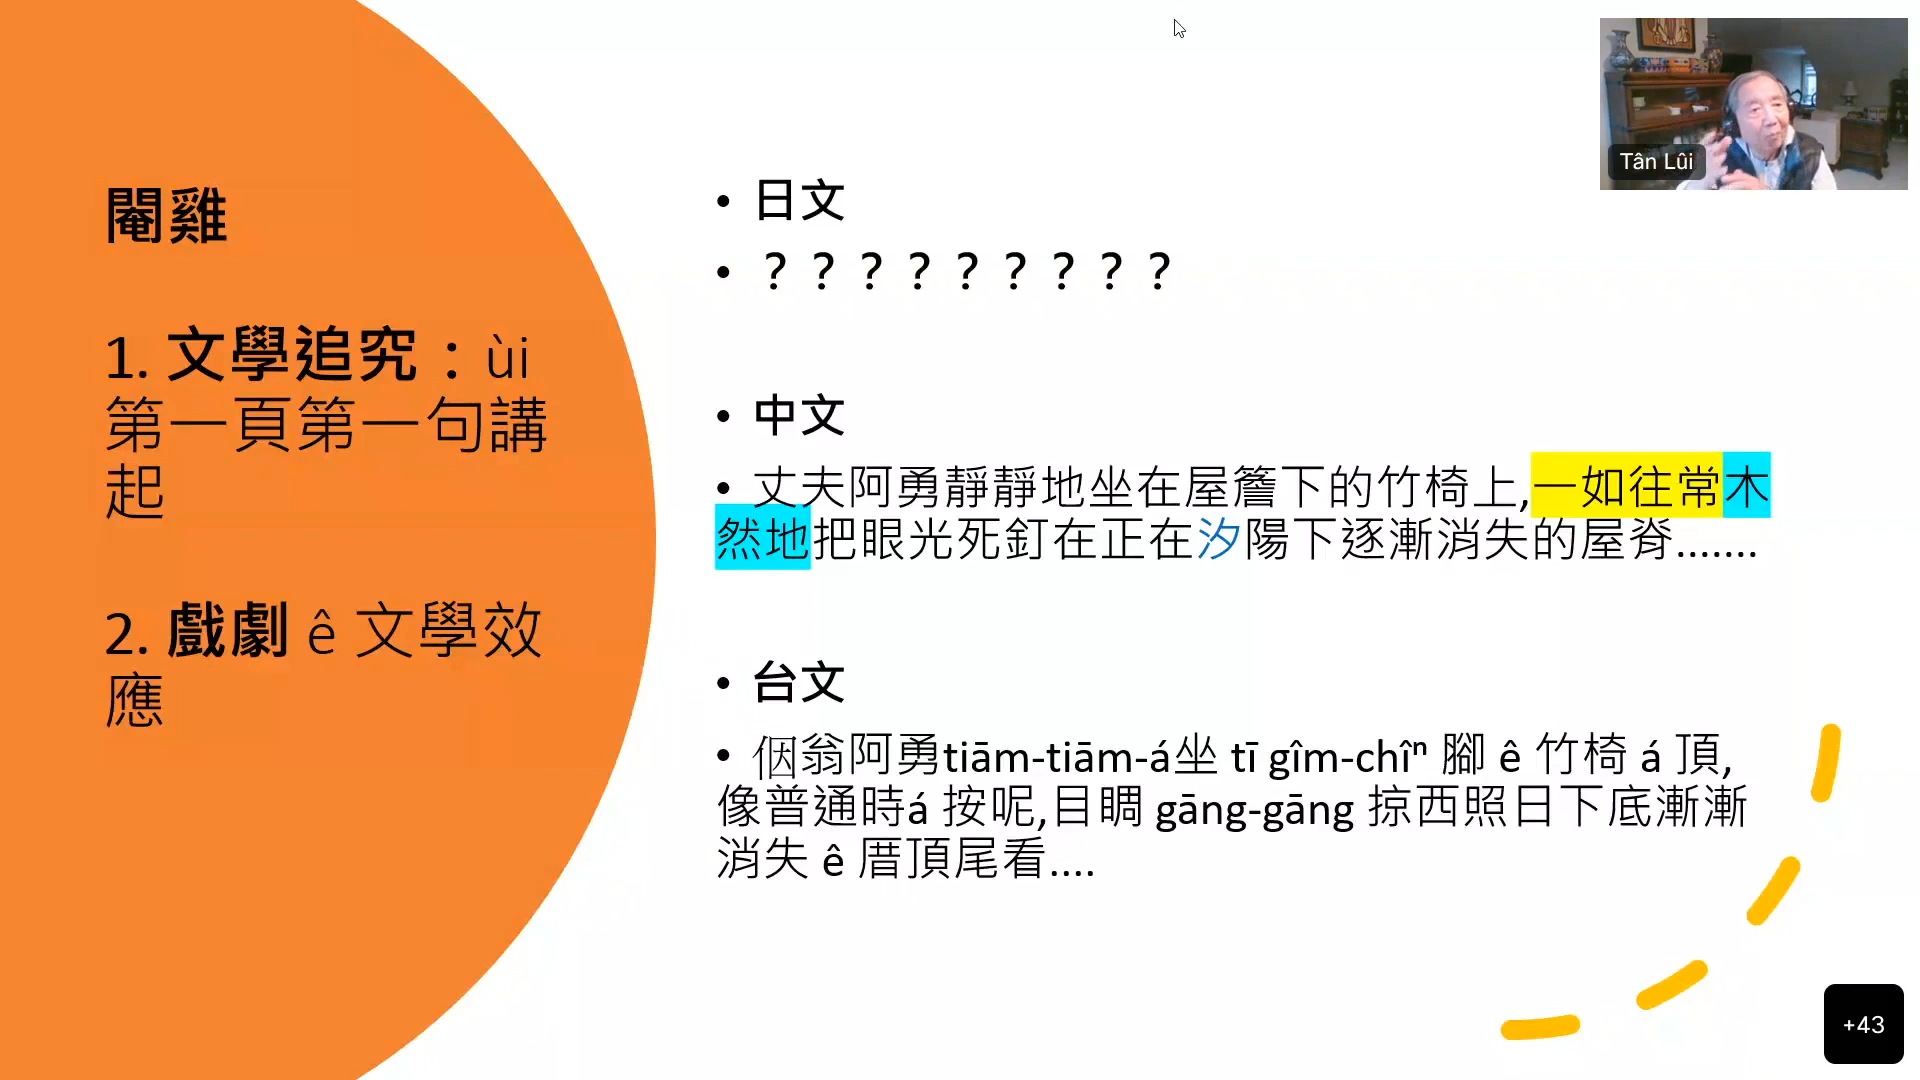 閹雞
1. 文學追究：ùi
第一頁第一句講
起
2. 戲劇 ê 文學效
應
• 日文
• ？？？？？？？？？
• 中文
• 丈夫阿勇靜靜地坐在屋簷下的竹椅上,一如往常木
然地把眼光死釘在正在汐陽下逐漸消失的屋脊.......
• 台文
• 𪜶翁阿勇tiām-tiām-á坐 tī gîm-chîⁿ 腳 ê 竹椅 á 頂,
像普通時á 按呢,目睭 gāng-gāng 掠西照日下底漸漸
消失 ê 厝頂尾看....
Tân Lûi
+43